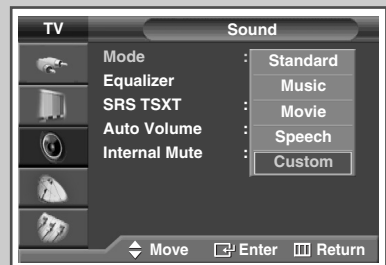 TV Sound
Mode : Standard
Equalizer Music
SRS TSXT : Movie
Auto Volume : Speech
Internal Mute : Custom
Move Enter Return